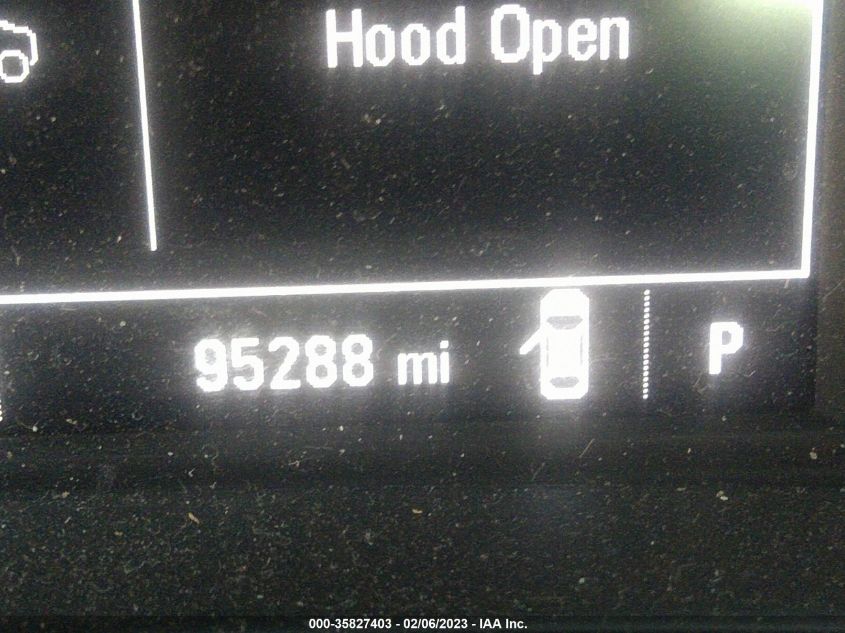 Hood Open
95288 mi
P
000-35827403 - 02/06/2023 - IAA Inc.